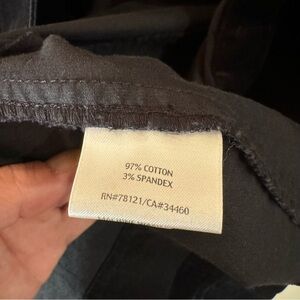 97% COTTON
3% SPANDEX
RN#78121/CA#34460